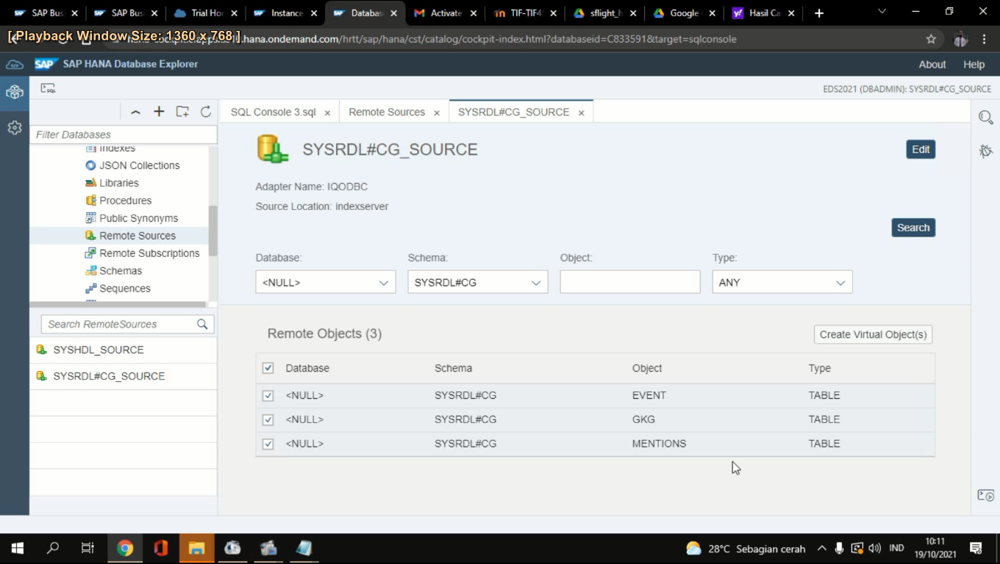 SAP Bus
SAP Bus
Trial Hor
Instance
Databas
Activate
TIF-TIF4
sflight_h
Google
Hasil Ca
[ Playback Window Size: 1360 x 768 ]
.hana.ondemand.com/hrtt/sap/hana/cst/catalog/cockpit-index.html?databaseid=C833591&target=sqlconsole
SAP SAP HANA Database Explorer
About Help
SQL
EDS2021 (DBADMIN): SYSRDL#CG_SOURCE
SQL Console 3.sql
Remote Sources
SYSRDL#CG_SOURCE
Filter Databases
Indexes
JSON Collections
Libraries
Procedures
Public Synonyms
Remote Sources
Remote Subscriptions
Schemas
Sequences
Search RemoteSources
SYSHDL_SOURCE
SYSRDL#CG_SOURCE
SYSRDL#CG_SOURCE
Edit
Adapter Name: IQODBC
Source Location: indexserver
Search
Database: Schema: Object: Type:
<NULL> SYSRDL#CG ANY
Remote Objects (3)
Create Virtual Object(s)
Database Schema Object Type
<NULL> SYSRDL#CG EVENT TABLE
<NULL> SYSRDL#CG GKG TABLE
<NULL> SYSRDL#CG MENTIONS TABLE
28°C Sebagian cerah
IND
10:11
19/10/2021